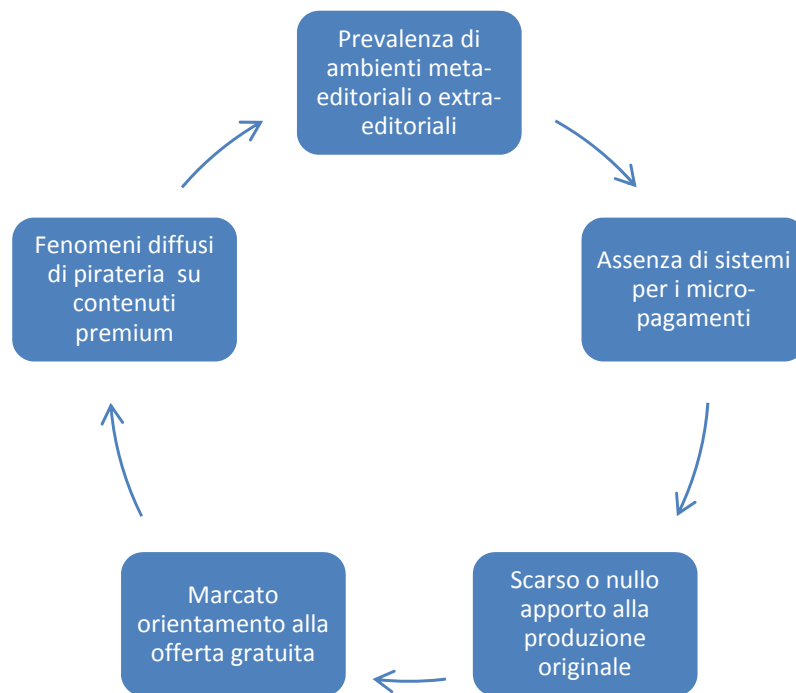 Prevalenza di
ambienti meta-
editoriali o extra-
editoriali
Assenza di sistemi
per i micro-
pagamenti
Scarso o nullo
apporto alla
produzione
originale
Marcato
orientamento alla
offerta gratuita
Fenomeni diffusi
di pirateria su
contenuti
premium